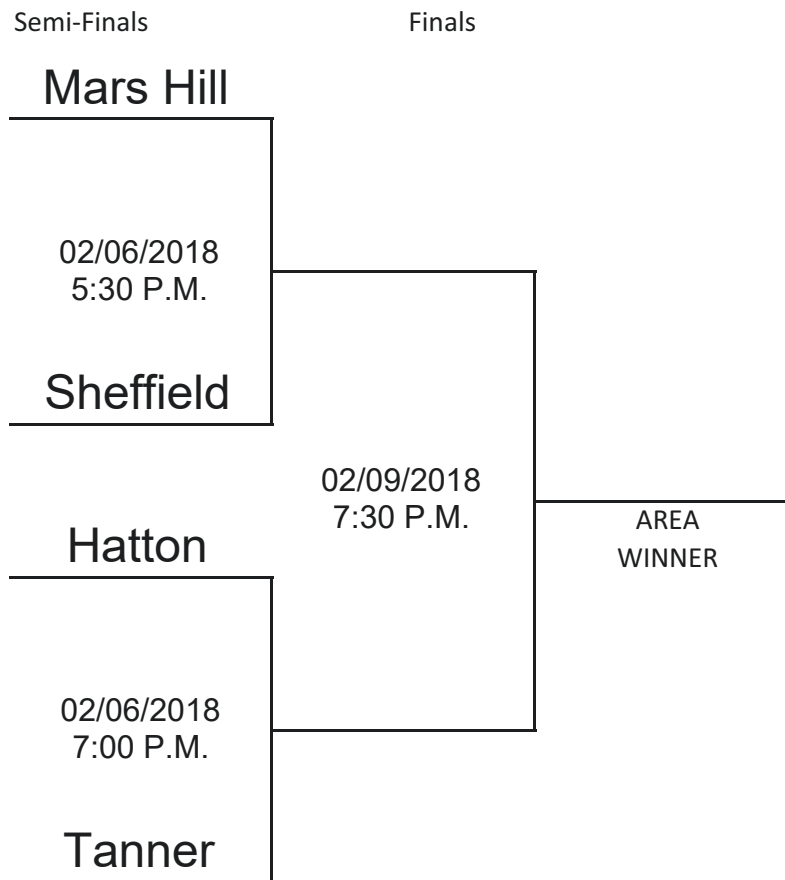 Semi-Finals
Finals
Mars Hill
02/06/2018
5:30 P.M.
Sheffield
02/09/2018
7:30 P.M.
AREA
WINNER
Hatton
02/06/2018
7:00 P.M.
Tanner